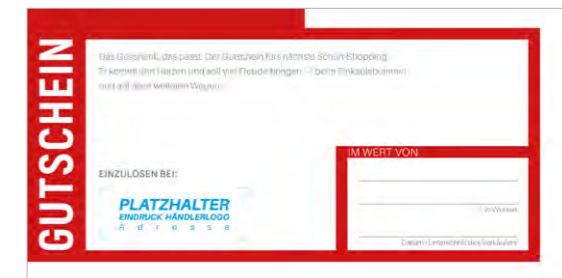 GUTSCHEIN
Das Geschenk, das passt. Der Gutschein fürs nächste Schuh-Shopping.
Er kommt von Herzen und soll viel Freude bringen – beim Einkaufsbummel
und auf allen weiteren Wegen.
IM WERT VON
EINZULÖSEN BEI:
PLATZHALTER
EINDRUCK HÄNDLERLOGO
Adresse
in Worten
Datum / Unterschrift des Verkäufers